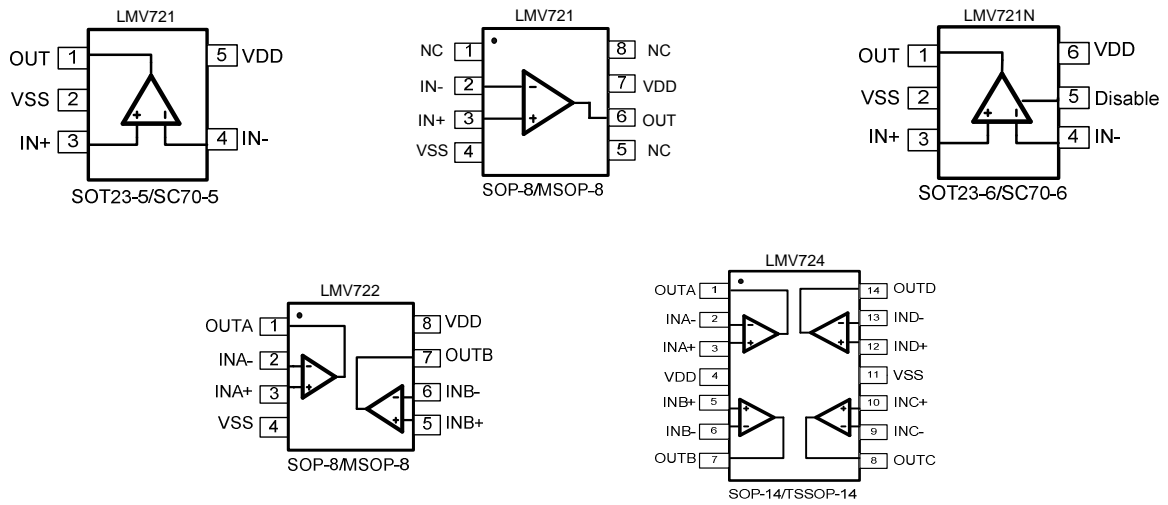 LMV721
OUT 1
5 VDD
VSS 2
IN+ 3
4 IN-
+ -
SOT23-5/SC70-5
LMV721
NC 1
8 NC
IN- 2
-
7 VDD
IN+ 3
+
6 OUT
VSS 4
5 NC
SOP-8/MSOP-8
LMV721N
OUT 1
6 VDD
VSS 2
5 Disable
IN+ 3
4 IN-
+ -
SOT23-6/SC70-6
LMV722
OUTA 1
8 VDD
INA- 2
-
7 OUTB
INA+ 3
+
6 INB-
-
VSS 4
5 INB+
+
SOP-8/MSOP-8
LMV724
OUTA 1
14 OUTD
INA- 2
-
- 13 IND-
INA+ 3
+
+ 12 IND+
VDD 4
11 VSS
INB+ 5
+
+ 10 INC+
INB- 6
-
- 9 INC-
OUTB 7
8 OUTC
SOP-14/TSSOP-14